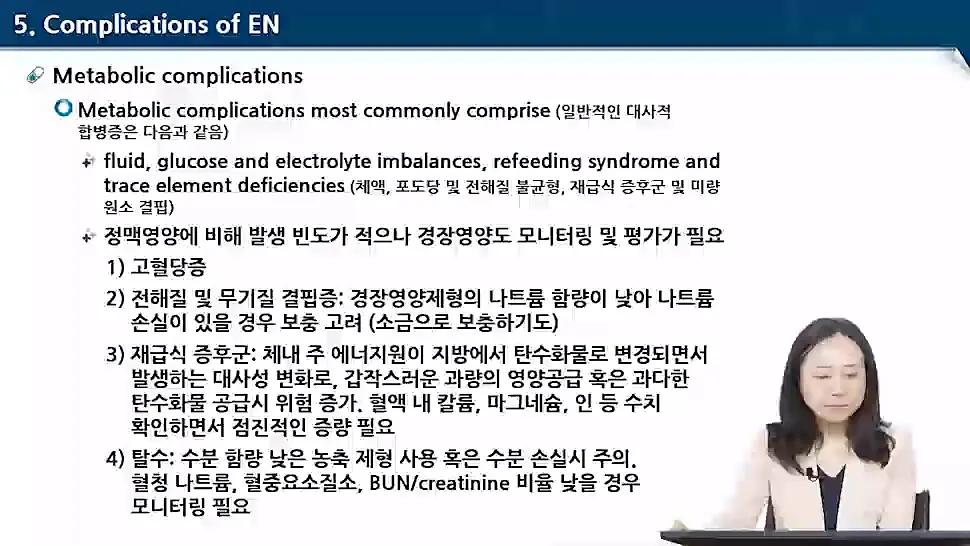 5. Complications of EN
Metabolic complications
Metabolic complications most commonly comprise (일반적인 대사적
합병증은 다음과 같음)
fluid, glucose and electrolyte imbalances, refeeding syndrome and
trace element deficiencies (체액, 포도당 및 전해질 불균형, 재급식 증후군 및 미량
원소 결핍)
정맥영양에 비해 발생 빈도가 적으나 경장영양도 모니터링 및 평가가 필요
1) 고혈당증
2) 전해질 및 무기질 결핍증: 경장영양제형의 나트륨 함량이 낮아 나트륨
손실이 있을 경우 보충 고려 (소금으로 보충하기도)
3) 재급식 증후군: 체내 주 에너지원이 지방에서 탄수화물로 변경되면서
발생하는 대사성 변화로, 갑작스러운 과량의 영양공급 혹은 과다한
탄수화물 공급시 위험 증가. 혈액 내 칼륨, 마그네슘, 인 등 수치
확인하면서 점진적인 증량 필요
4) 탈수: 수분 함량 낮은 농축 제형 사용 혹은 수분 손실시 주의.
혈청 나트륨, 혈중요소질소, BUN/creatinine 비율 낮을 경우
모니터링 필요